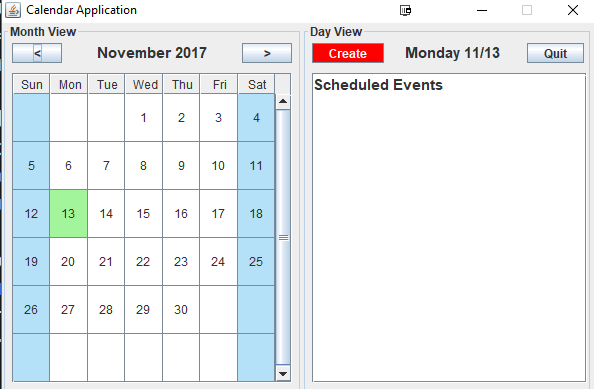 Calendar Application
Month View
< November 2017 >
Sun Mon Tue Wed Thu Fri Sat
1 2 3 4
5 6 7 8 9 10 11
12 13 14 15 16 17 18
19 20 21 22 23 24 25
26 27 28 29 30
Day View
Create Monday 11/13 Quit
Scheduled Events